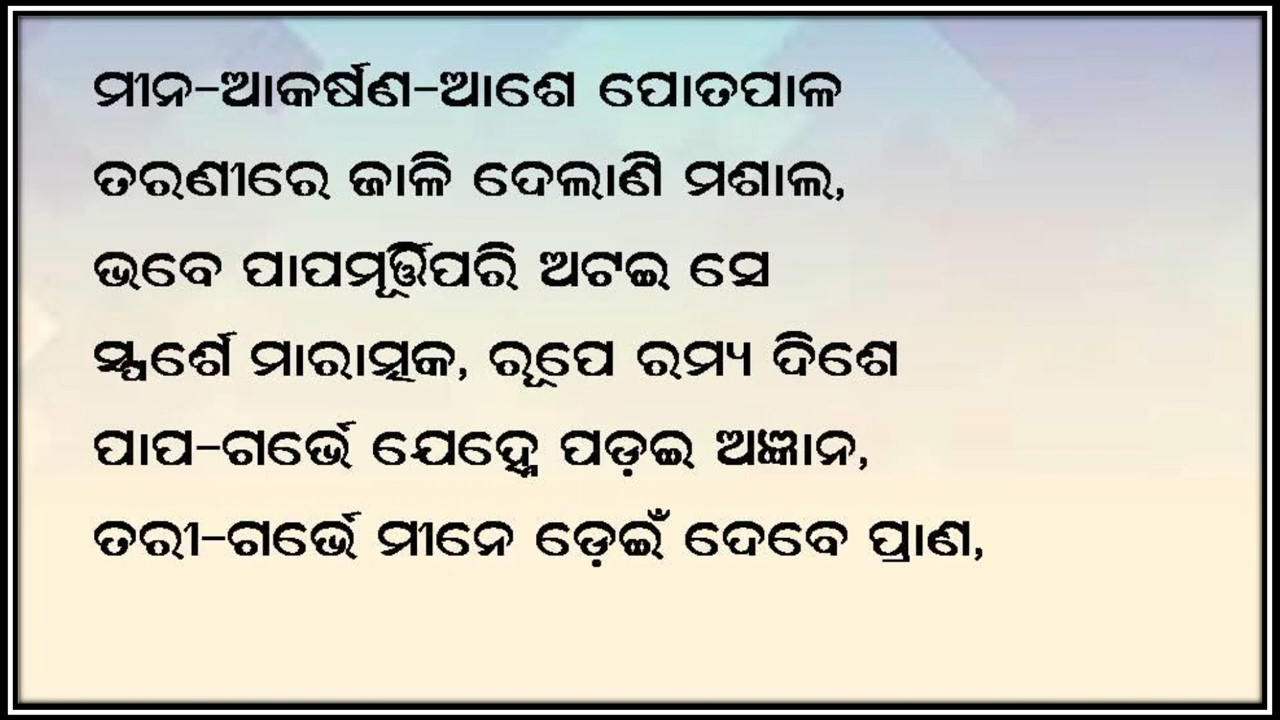 ମୀନ-ଆକର୍ଷଣ-ଆଶେ ପୋତପାଳ
ତରଣୀରେ ଜାଳି ଦେଲାଣି ମଶାଲ,
ଭବେ ପାପମୂର୍ତ୍ତିପରି ଅଟଇ ସେ
ସ୍ପର୍ଶେ ମାରାତ୍ମକ, ରୂପେ ରମ୍ୟ ଦିଶେ
ପାପ-ଗର୍ଭେ ଯେହ୍ନେ ପଡ଼ଇ ଅଜ୍ଞାନ,
ତରୀ-ଗର୍ଭେ ମୀନେ ଡ଼େଇଁ ଦେବେ ପ୍ରାଣ,